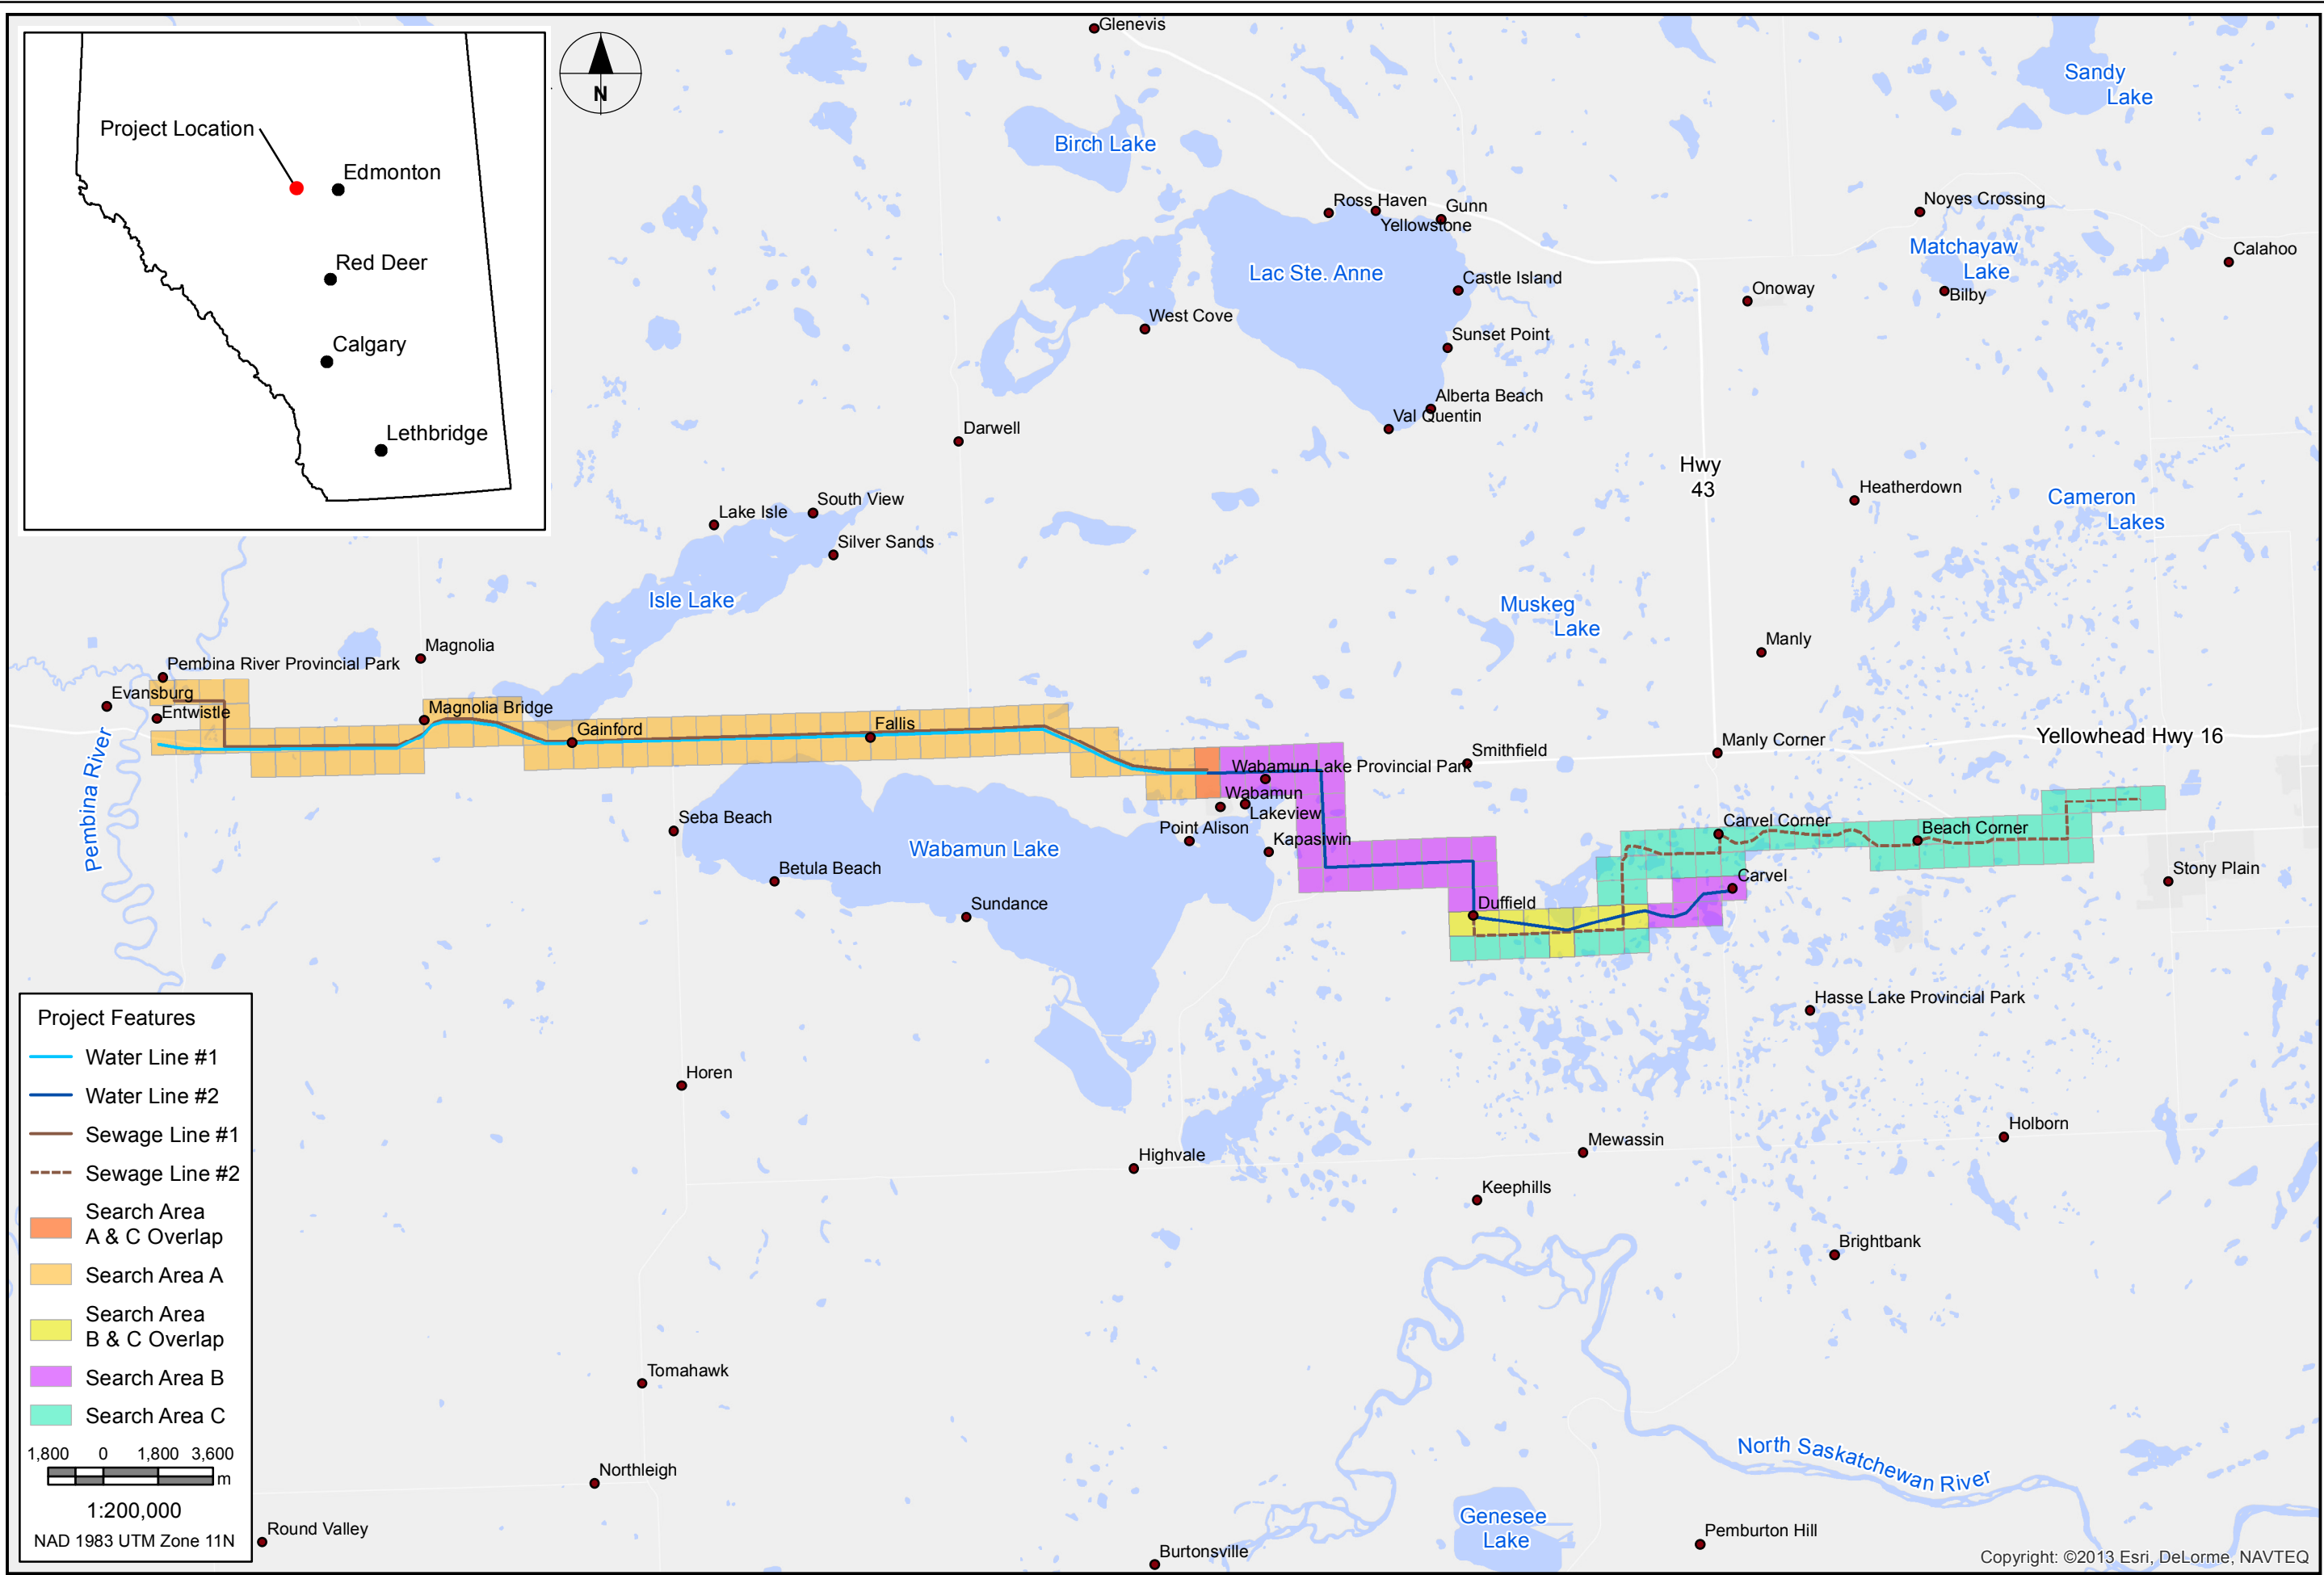 Glenevis
Sandy
Lake
N
Project Location
Edmonton
Red Deer
Calgary
Lethbridge
Birch Lake
Ross Haven
Yellowstone
Gunn
Noyes Crossing
Matchayaw
Lake
Calahoo
Bilby
Lac Ste. Anne
Castle Island
Onoway
West Cove
Sunset Point
Alberta Beach
Val Quentin
Darwell
Hwy
43
Heatherdown
Cameron
Lakes
Lake Isle
South View
Silver Sands
Isle Lake
Muskeg
Lake
Manly
Magnolia
Pembina River Provincial Park
Evansburg
Entwistle
Magnolia Bridge
Gainford
Fallis
Smithfield
Manly Corner
Yellowhead Hwy 16
Pembina River
Wabamun Lake Provincial Park
Wabamun
Lakeview
Point Alison
Kapasiwin
Seba Beach
Wabamun Lake
Betula Beach
Sundance
Carvel Corner
Beach Corner
Carvel
Stony Plain
Duffield
Hasse Lake Provincial Park
Horen
Highvale
Mewassin
Holborn
Keephills
Brightbank
Tomahawk
Northleigh
Round Valley
Burtonsville
Genesee
Lake
North Saskatchewan River
Pemburton Hill
Project Features
Water Line #1
Water Line #2
Sewage Line #1
Sewage Line #2
Search Area
A & C Overlap
Search Area A
Search Area
B & C Overlap
Search Area B
Search Area C
1,800 0 1,800 3,600
m
1:200,000
NAD 1983 UTM Zone 11N
Copyright: ©2013 Esri, DeLorme, NAVTEQ